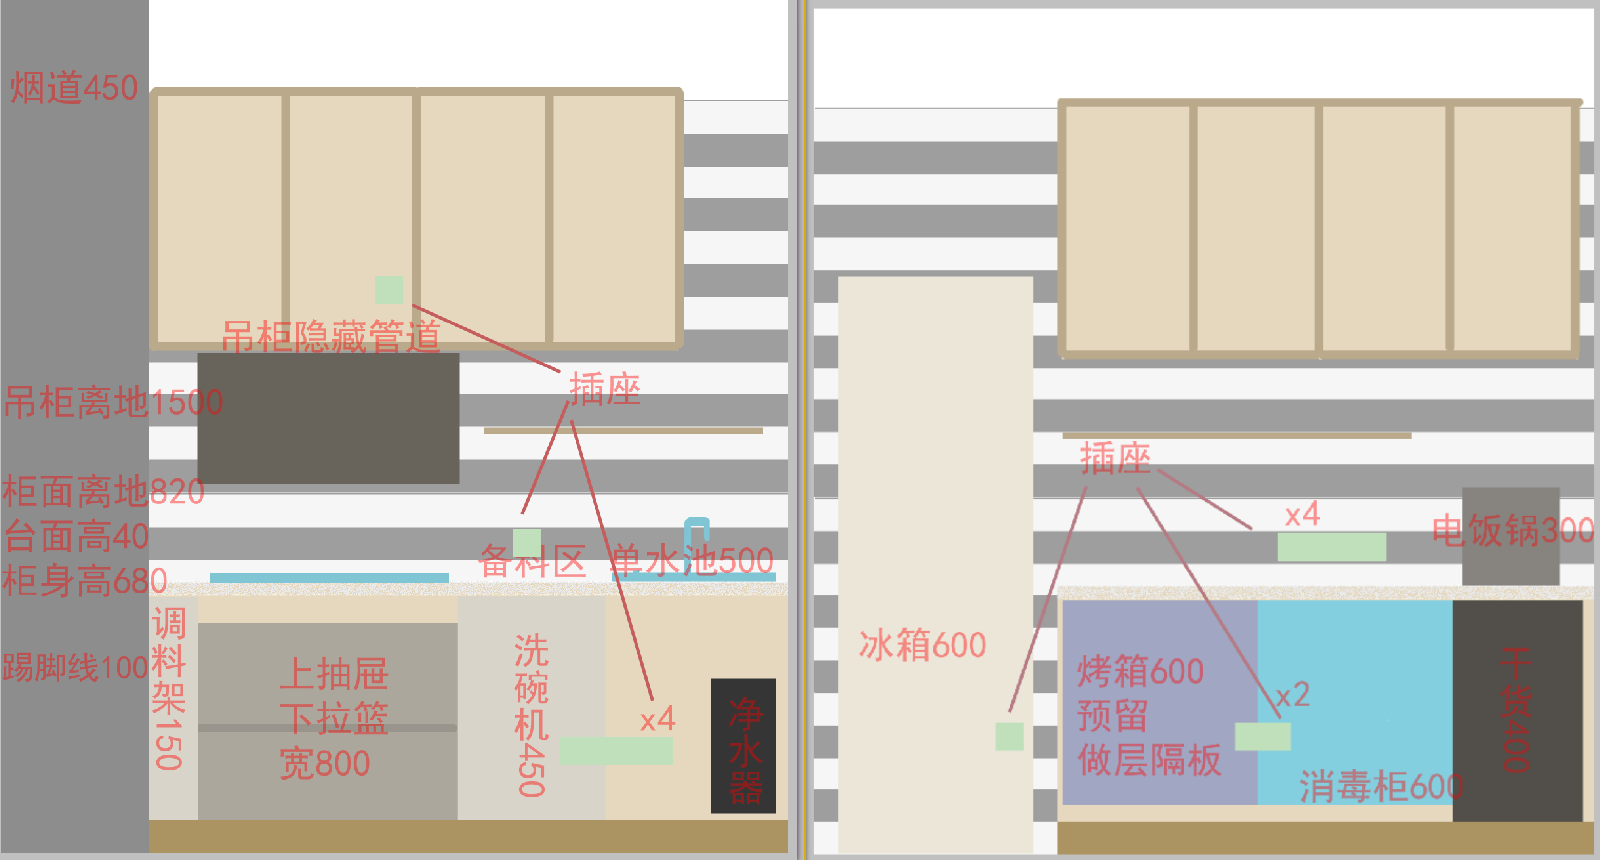 烟道450
吊柜隐藏管道
插座
吊柜离地1500
柜面离地820
台面高40
柜身高680
踢脚线100
备料区
单水池500
调料架150
上抽屉
下拉篮
宽800
洗碗机450
x4
净水器
插座
x4
电饭锅300
冰箱600
烤箱600
预留
做层隔板
x2
消毒柜600
干货400